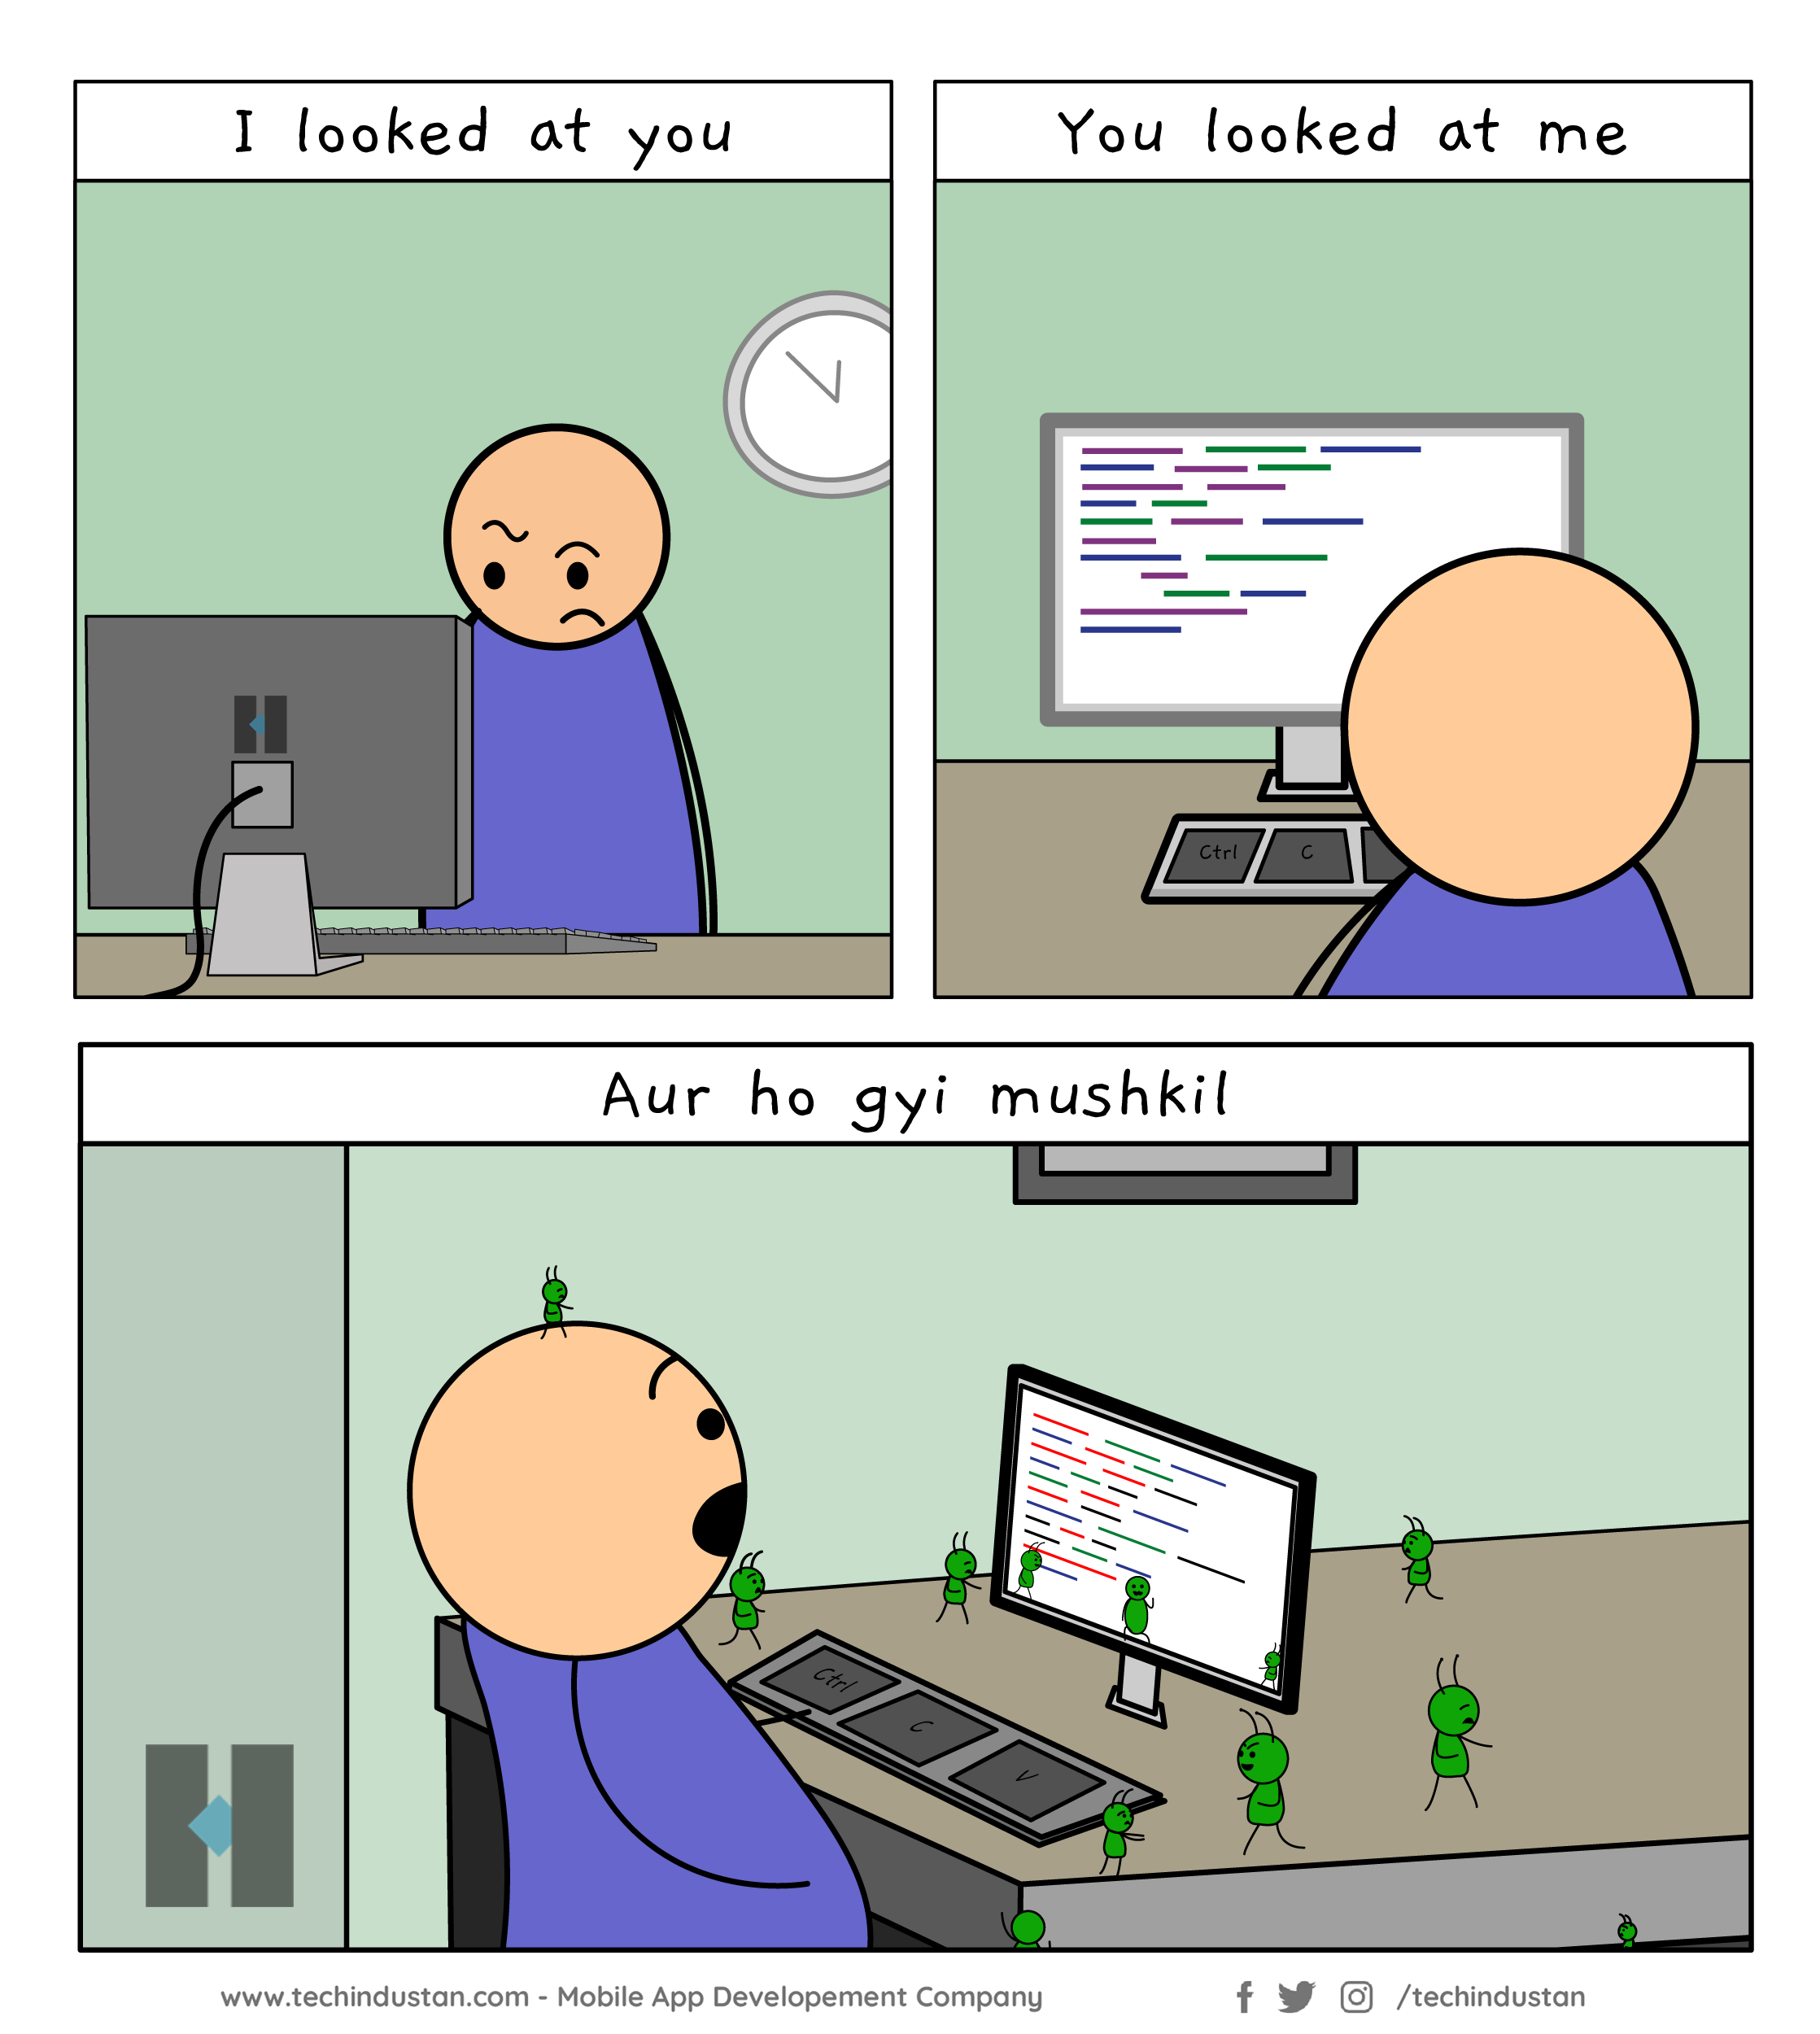 I looked at you
You looked at me
Ctrl
C
Aur ho gyi mushkil
Ctrl
C
V
www.techindustan.com - Mobile App Developement Company
/techindustan